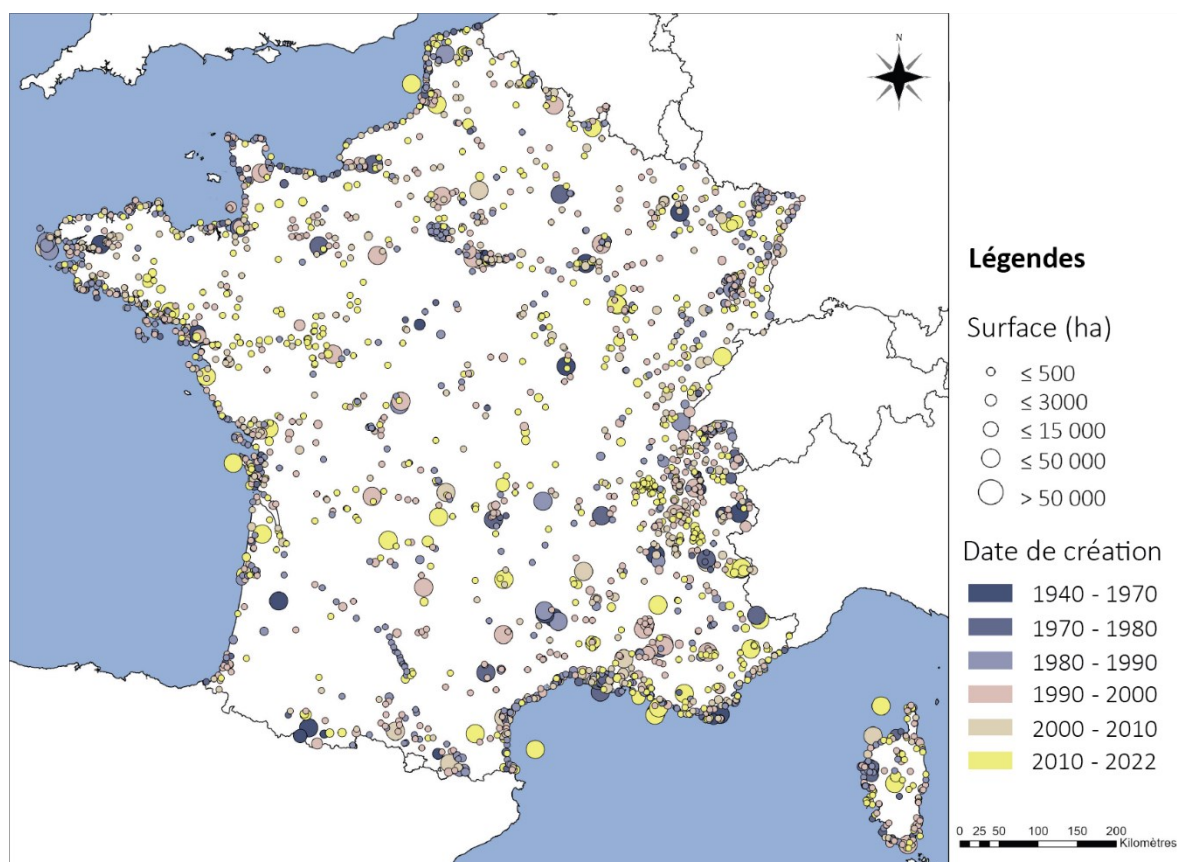 N
Légendes
Surface (ha)
≤ 500
≤ 3000
≤ 15 000
≤ 50 000
> 50 000
Date de création
1940 - 1970
1970 - 1980
1980 - 1990
1990 - 2000
2000 - 2010
2010 - 2022
0 25 50 100 150 200
Kilomètres